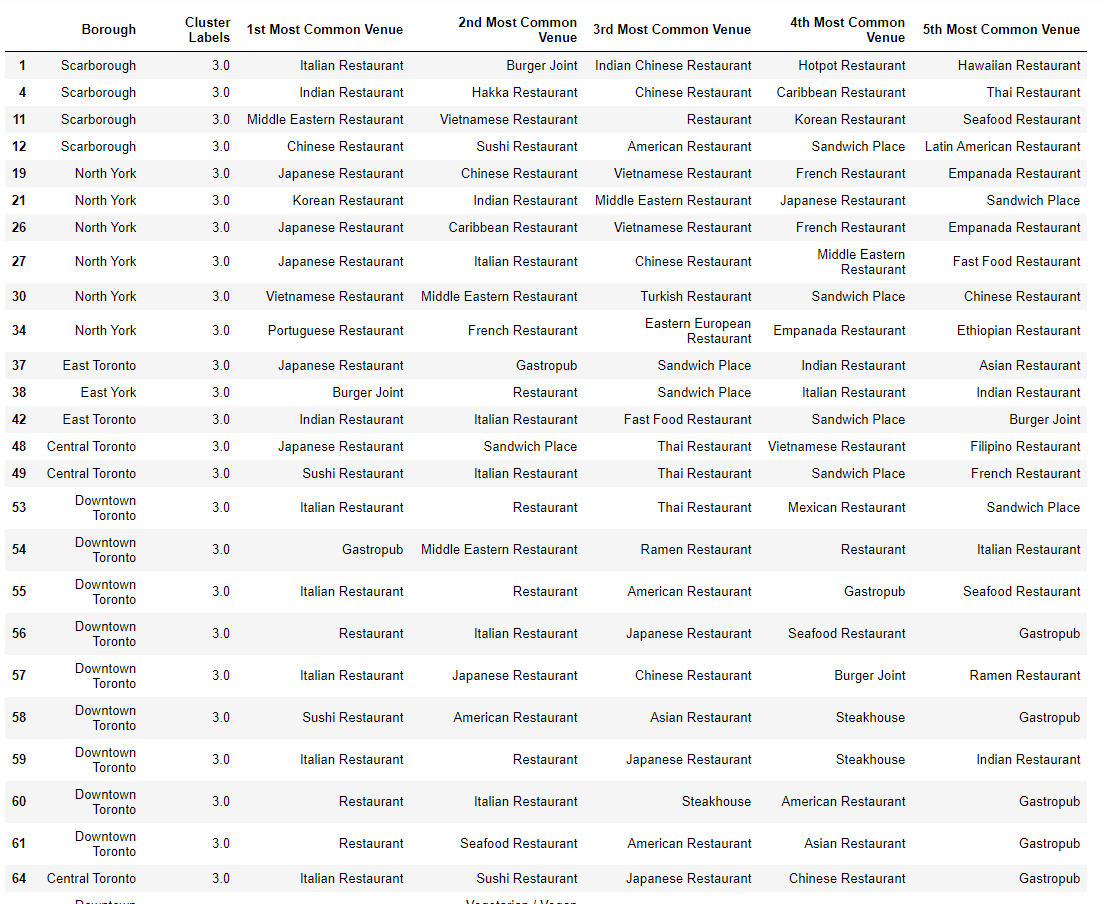 Borough Cluster Labels 1st Most Common Venue 2nd Most Common Venue 3rd Most Common Venue 4th Most Common Venue 5th Most Common Venue
1 Scarborough 3.0 Italian Restaurant Burger Joint Indian Chinese Restaurant Hotpot Restaurant Hawaiian Restaurant
4 Scarborough 3.0 Indian Restaurant Hakka Restaurant Chinese Restaurant Caribbean Restaurant Thai Restaurant
11 Scarborough 3.0 Middle Eastern Restaurant Vietnamese Restaurant Restaurant Korean Restaurant Seafood Restaurant
12 Scarborough 3.0 Chinese Restaurant Sushi Restaurant American Restaurant Sandwich Place Latin American Restaurant
19 North York 3.0 Japanese Restaurant Chinese Restaurant Vietnamese Restaurant French Restaurant Empanada Restaurant
21 North York 3.0 Korean Restaurant Indian Restaurant Middle Eastern Restaurant Japanese Restaurant Sandwich Place
26 North York 3.0 Japanese Restaurant Caribbean Restaurant Vietnamese Restaurant French Restaurant Empanada Restaurant
27 North York 3.0 Japanese Restaurant Italian Restaurant Chinese Restaurant Middle Eastern Restaurant Fast Food Restaurant
30 North York 3.0 Vietnamese Restaurant Middle Eastern Restaurant Turkish Restaurant Sandwich Place Chinese Restaurant
34 North York 3.0 Portuguese Restaurant French Restaurant Eastern European Restaurant Empanada Restaurant Ethiopian Restaurant
37 East Toronto 3.0 Japanese Restaurant Gastropub Sandwich Place Indian Restaurant Asian Restaurant
38 East York 3.0 Burger Joint Restaurant Sandwich Place Italian Restaurant Indian Restaurant
42 East Toronto 3.0 Indian Restaurant Italian Restaurant Fast Food Restaurant Sandwich Place Burger Joint
48 Central Toronto 3.0 Japanese Restaurant Sandwich Place Thai Restaurant Vietnamese Restaurant Filipino Restaurant
49 Central Toronto 3.0 Sushi Restaurant Italian Restaurant Thai Restaurant Sandwich Place French Restaurant
53 Downtown Toronto 3.0 Italian Restaurant Restaurant Thai Restaurant Mexican Restaurant Sandwich Place
54 Downtown Toronto 3.0 Gastropub Middle Eastern Restaurant Ramen Restaurant Restaurant Italian Restaurant
55 Downtown Toronto 3.0 Italian Restaurant Restaurant American Restaurant Gastropub Seafood Restaurant
56 Downtown Toronto 3.0 Restaurant Italian Restaurant Japanese Restaurant Seafood Restaurant Gastropub
57 Downtown Toronto 3.0 Italian Restaurant Japanese Restaurant Chinese Restaurant Burger Joint Ramen Restaurant
58 Downtown Toronto 3.0 Sushi Restaurant American Restaurant Asian Restaurant Steakhouse Gastropub
59 Downtown Toronto 3.0 Italian Restaurant Restaurant Japanese Restaurant Steakhouse Indian Restaurant
60 Downtown Toronto 3.0 Restaurant Italian Restaurant Steakhouse American Restaurant Gastropub
61 Downtown Toronto 3.0 Restaurant Seafood Restaurant American Restaurant Asian Restaurant Gastropub
64 Central Toronto 3.0 Italian Restaurant Sushi Restaurant Japanese Restaurant Chinese Restaurant Gastropub